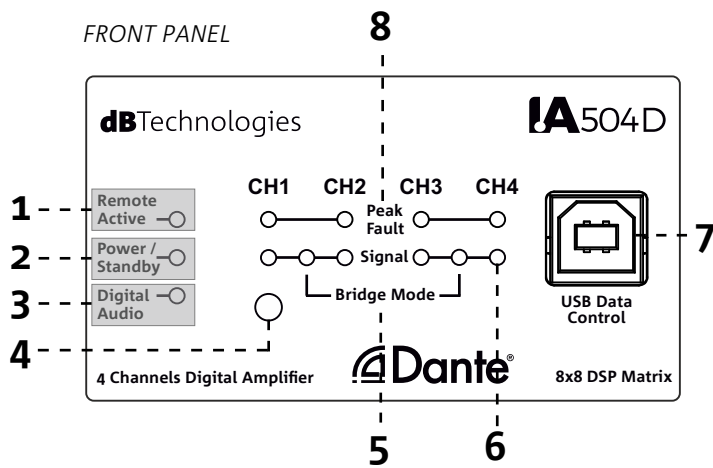 FRONT PANEL
8
dBTechnologies
IA504D
CH1 CH2 CH3 CH4
1
Remote
Active
Peak
Fault
2
Power /
Standby
Signal
7
3
Digital
Audio
Bridge Mode
USB Data
Control
4
4 Channels Digital Amplifier
Dante®
8x8 DSP Matrix
5
6